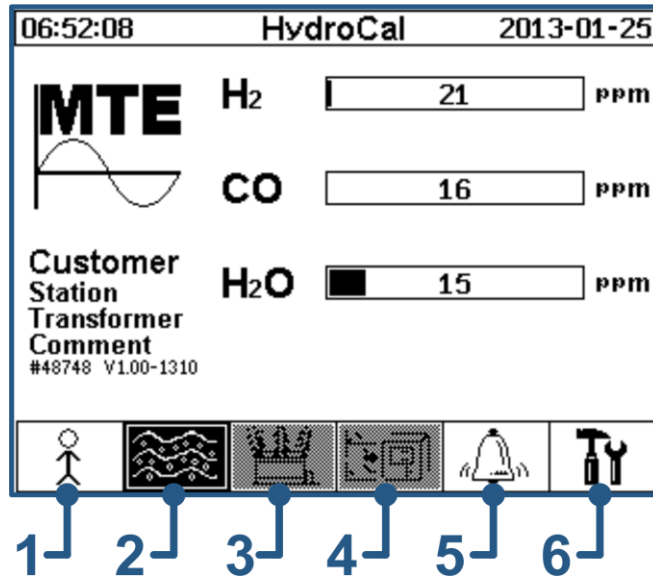 06:52:08 HydroCal 2013-01-25
MTE
H2 21 ppm
CO 16 ppm
H2O 15 ppm
Customer
Station
Transformer
Comment
#48748 V1.00-1310
1 2 3 4 5 6